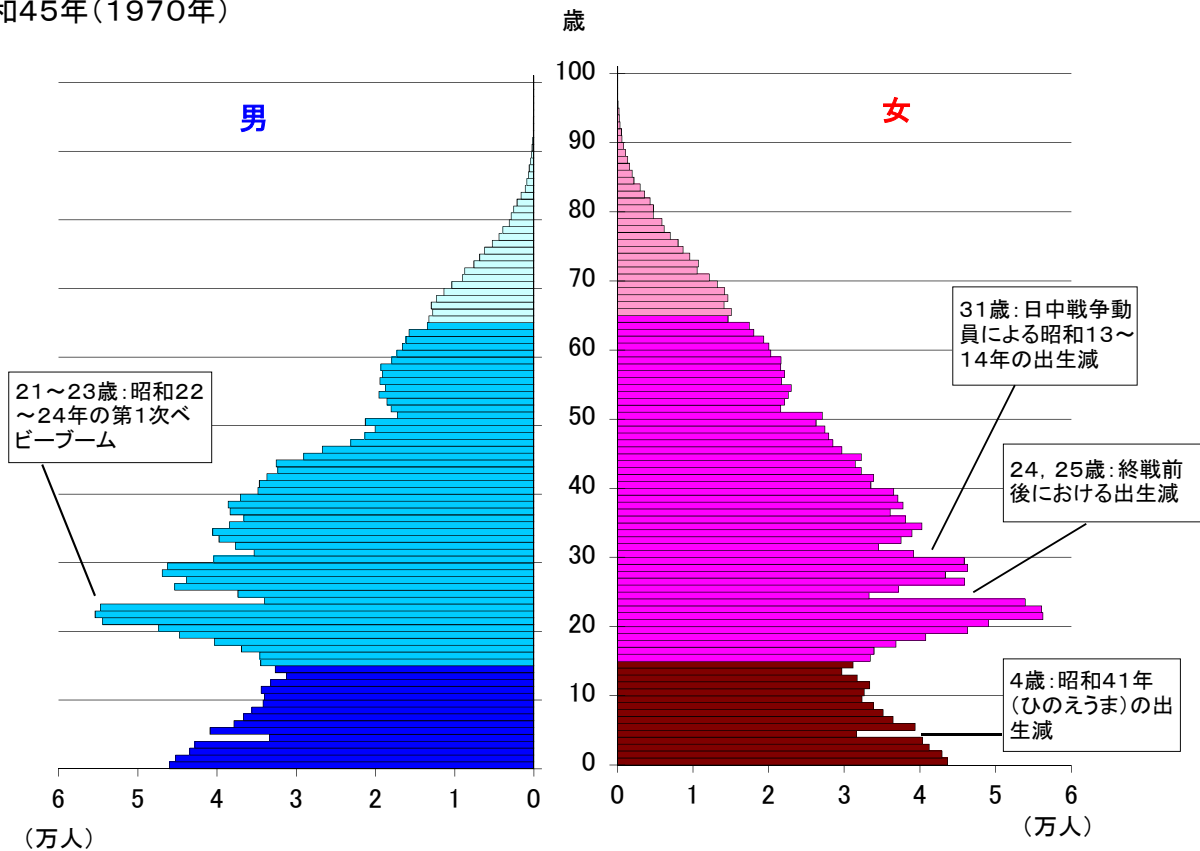 和45年（1970年）
歳
男
女
100
90
80
70
60
50
40
30
20
10
0
31歳：日中戦争動
員による昭和13～
14年の出生減
21～23歳：昭和22
～24年の第1次ベ
ビーブーム
24，25歳：終戦前
後における出生減
4歳：昭和41年
（ひのえうま）の出
生減
6 5 4 3 2 1 0
0 1 2 3 4 5 6
（万人）
（万人）